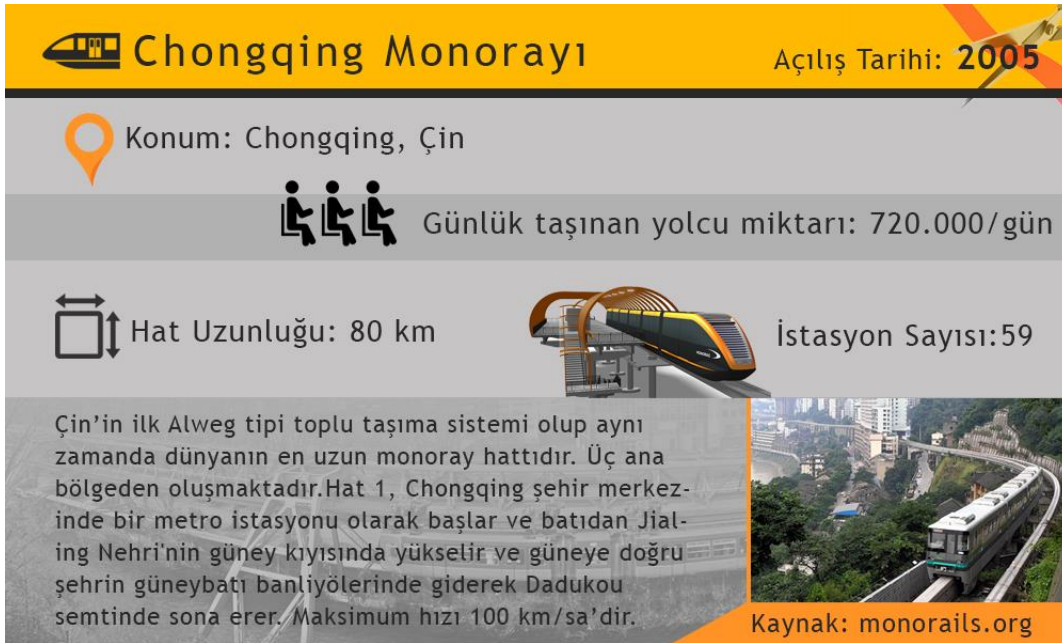 Chongqing Monorayı
Açılış Tarihi: 2005
Konum: Chongqing, Çin
Günlük taşınan yolcu miktarı: 720.000/gün
Hat Uzunluğu: 80 km
İstasyon Sayısı:59
Çin’in ilk Alweg tipi toplu taşıma sistemi olup aynı
zamanda dünyanın en uzun monoray hattıdır. Üç ana
bölgeden oluşmaktadır.Hat 1, Chongqing şehir merkez-
inde bir metro istasyonu olarak başlar ve batıdan Jial-
ing Nehri'nin güney kıyısında yükselir ve güneye doğru
şehrin güneybatı banliyölerinde giderek Dadukou
semtinde sona erer. Maksimum hızı 100 km/sa’dir.
Kaynak: monorails.org